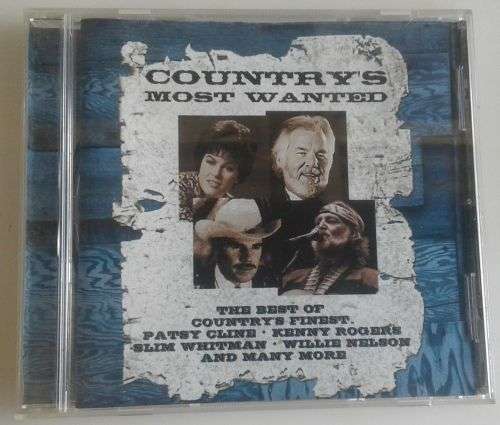 COUNTRY'S
MOST WANTED
THE BEST OF
COUNTRY'S FINEST.
PATSY CLINE · KENNY ROGERS
SLIM WHITMAN · WILLIE NELSON
AND MANY MORE